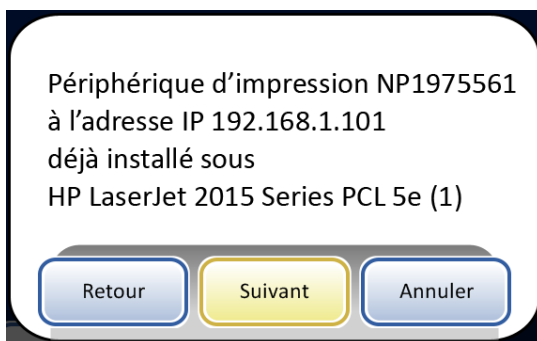 Périphérique d’impression NP1975561
à l’adresse IP 192.168.1.101
déjà installé sous
HP LaserJet 2015 Series PCL 5e (1)
Retour
Suivant
Annuler